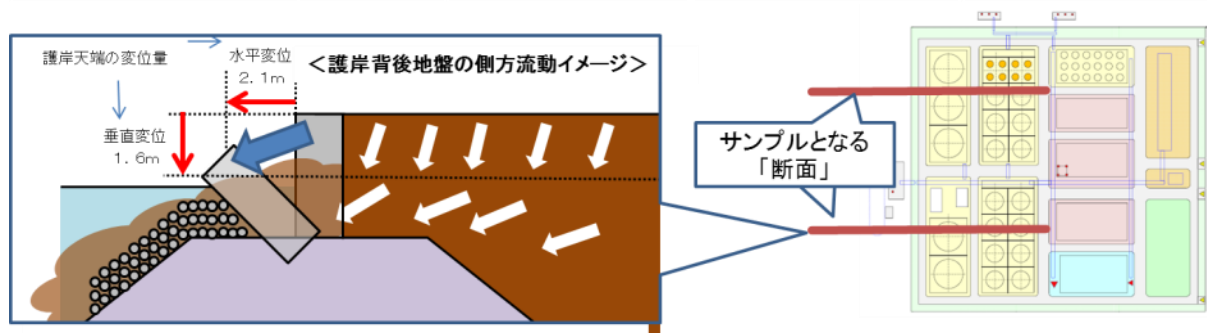 護岸天端の変位量
水平変位
2.1m
<護岸背後地盤の側方流動イメージ>
垂直変位
1.6m
サンプルとなる
「断面」